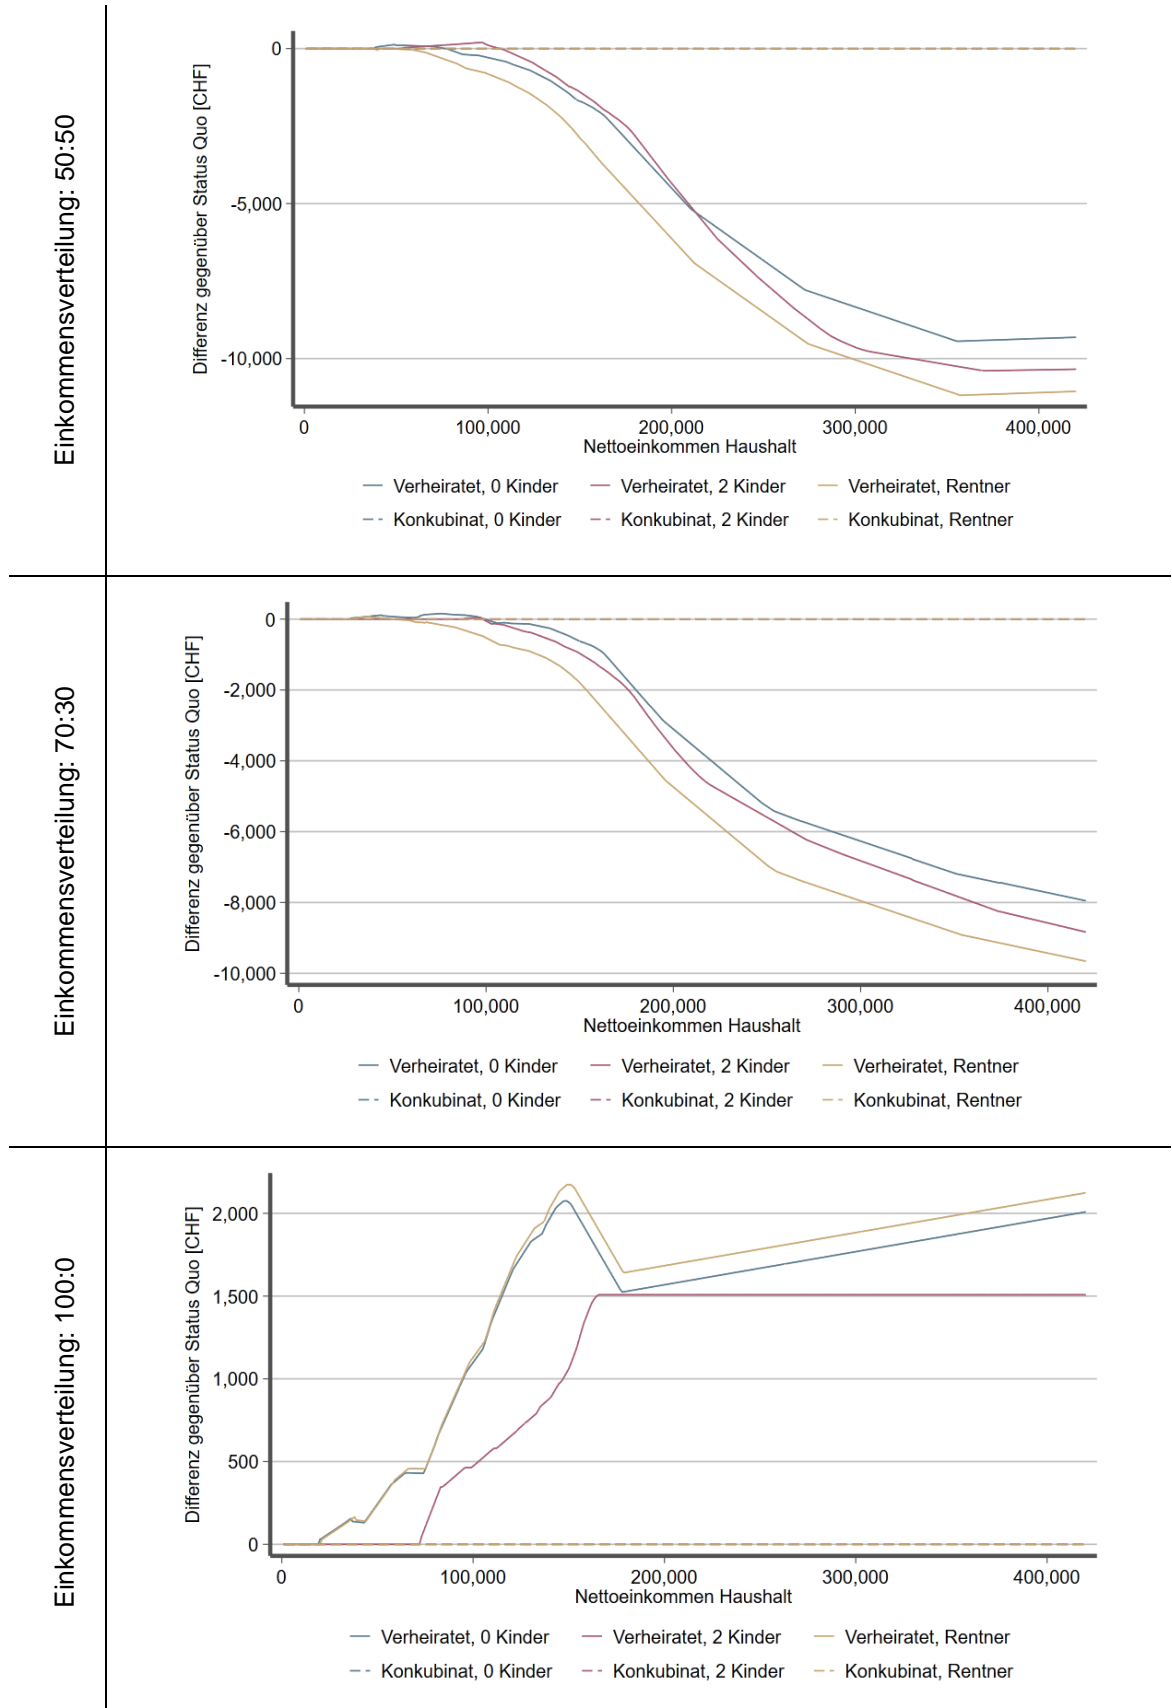 Einkommensverteilung: 50:50
Differenz gegenüber Status Quo [CHF]
0
-5,000
-10,000
0 100,000 200,000 300,000 400,000
Nettoeinkommen Haushalt
Verheiratet, 0 Kinder Verheiratet, 2 Kinder Verheiratet, Rentner
Konkubinat, 0 Kinder Konkubinat, 2 Kinder Konkubinat, Rentner
Einkommensverteilung: 70:30
Differenz gegenüber Status Quo [CHF]
0
-2,000
-4,000
-6,000
-8,000
-10,000
0 100,000 200,000 300,000 400,000
Nettoeinkommen Haushalt
Verheiratet, 0 Kinder Verheiratet, 2 Kinder Verheiratet, Rentner
Konkubinat, 0 Kinder Konkubinat, 2 Kinder Konkubinat, Rentner
Einkommensverteilung: 100:0
Differenz gegenüber Status Quo [CHF]
2,000
1,500
1,000
500
0
0 100,000 200,000 300,000 400,000
Nettoeinkommen Haushalt
Verheiratet, 0 Kinder Verheiratet, 2 Kinder Verheiratet, Rentner
Konkubinat, 0 Kinder Konkubinat, 2 Kinder Konkubinat, Rentner